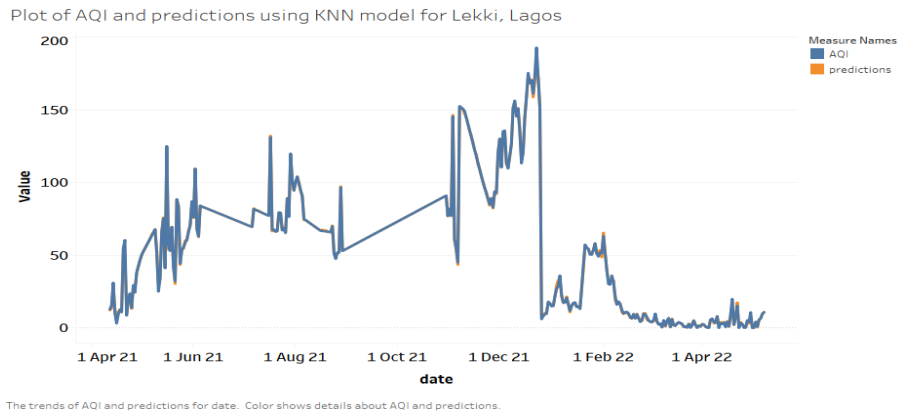 Plot of AQI and predictions using KNN model for Lekki, Lagos
Measure Names
AQI
predictions
200
150
100
50
0
Value
1 Apr 21 1 Jun 21 1 Aug 21 1 Oct 21 1 Dec 21 1 Feb 22 1 Apr 22
date
The trends of AQI and predictions for date. Color shows details about AQI and predictions.